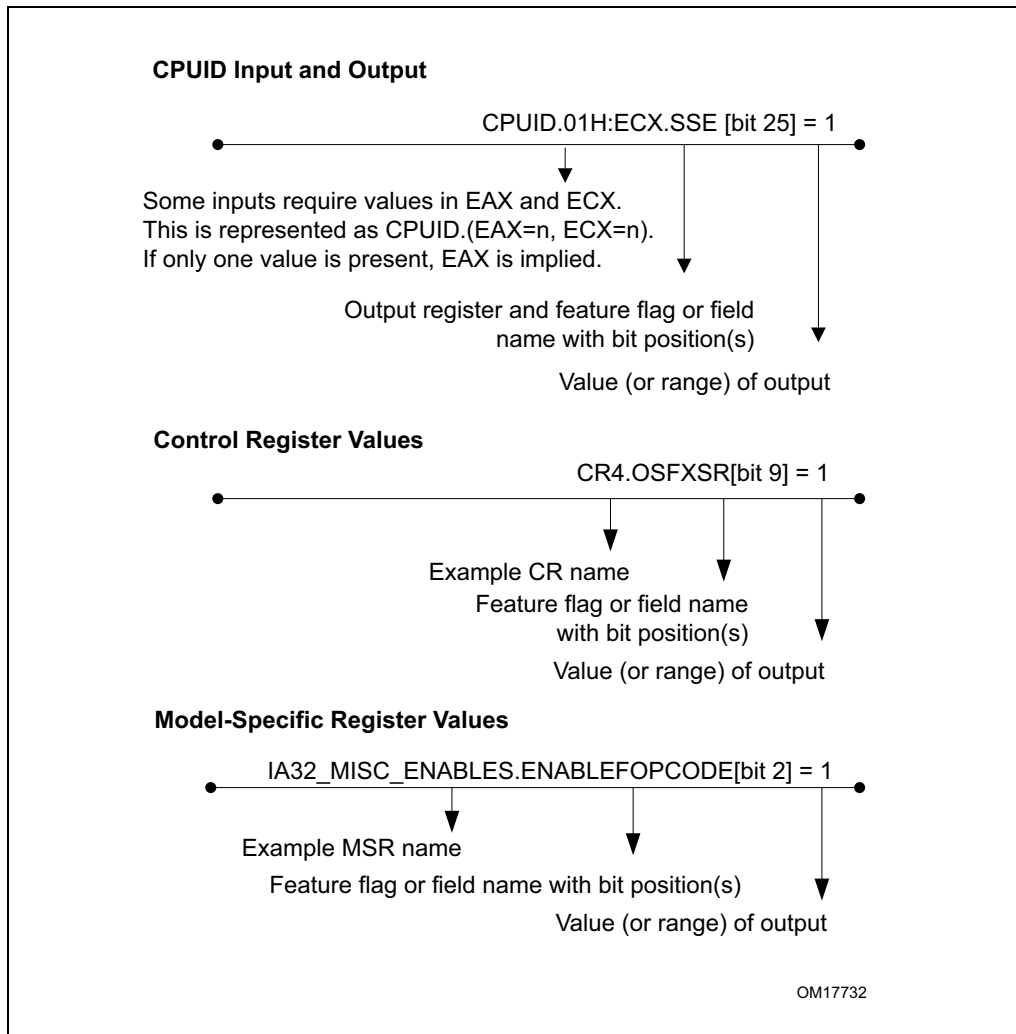 CPUID Input and Output
CPUID.01H:ECX.SSE [bit 25] = 1
Some inputs require values in EAX and ECX.
This is represented as CPUID.(EAX=n, ECX=n).
If only one value is present, EAX is implied.
Output register and feature flag or field
name with bit position(s)
Value (or range) of output
Control Register Values
CR4.OSFXSR[bit 9] = 1
Example CR name
Feature flag or field name
with bit position(s)
Value (or range) of output
Model-Specific Register Values
IA32_MISC_ENABLES.ENABLEFOPCODE[bit 2] = 1
Example MSR name
Feature flag or field name with bit position(s)
Value (or range) of output
OM17732